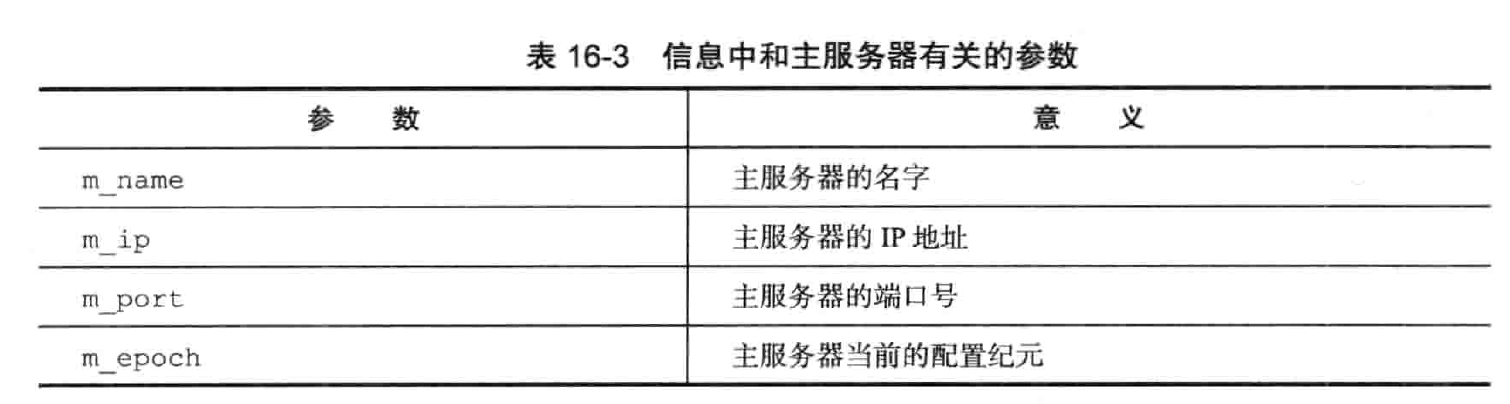 表 16-3 信息中和主服务器有关的参数
参 数 意 义
m_name 主服务器的名字
m_ip 主服务器的 IP 地址
m_port 主服务器的端口号
m_epoch 主服务器当前的配置纪元